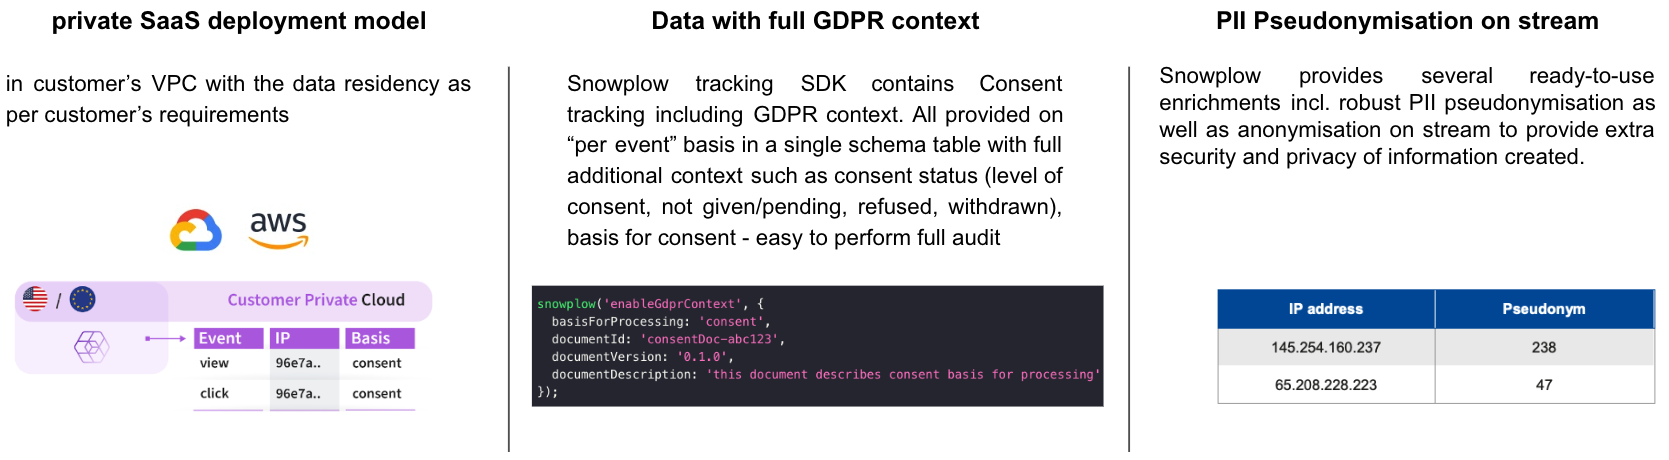 private SaaS deployment model
in customer’s VPC with the data residency as
per customer’s requirements
aws
/
Customer Private Cloud
Event IP Basis
view 96e7a.. consent
click 96e7a.. consent
Data with full GDPR context
Snowplow tracking SDK contains Consent
tracking including GDPR context. All provided on
“per event” basis in a single schema table with full
additional context such as consent status (level of
consent, not given/pending, refused, withdrawn),
basis for consent - easy to perform full audit
snowplow('enableGdprContext', {
basisForProcessing: 'consent',
documentId: 'consentDoc-abc123',
documentVersion: '0.1.0',
documentDescription: 'this document describes consent basis for processing'
});
PII Pseudonymisation on stream
Snowplow provides several ready-to-use
enrichments incl. robust PII pseudonymisation as
well as anonymisation on stream to provide extra
security and privacy of information created.
IP address Pseudonym
145.254.160.237 238
65.208.228.223 47